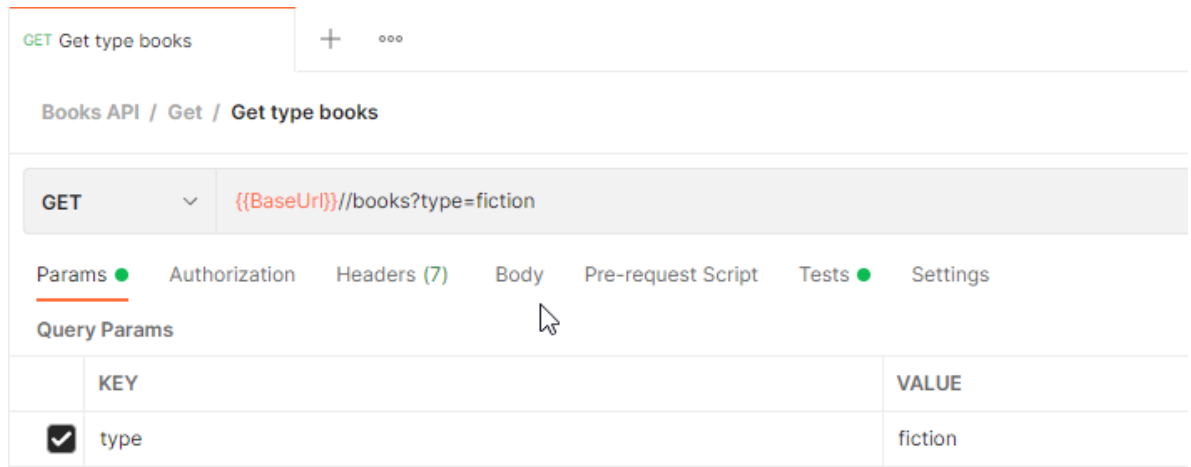 GET Get type books
Books API / Get / Get type books
GET {{BaseUrl}}//books?type=fiction
Params Authorization Headers (7) Body Pre-request Script Tests Settings
Query Params
KEY VALUE
type fiction